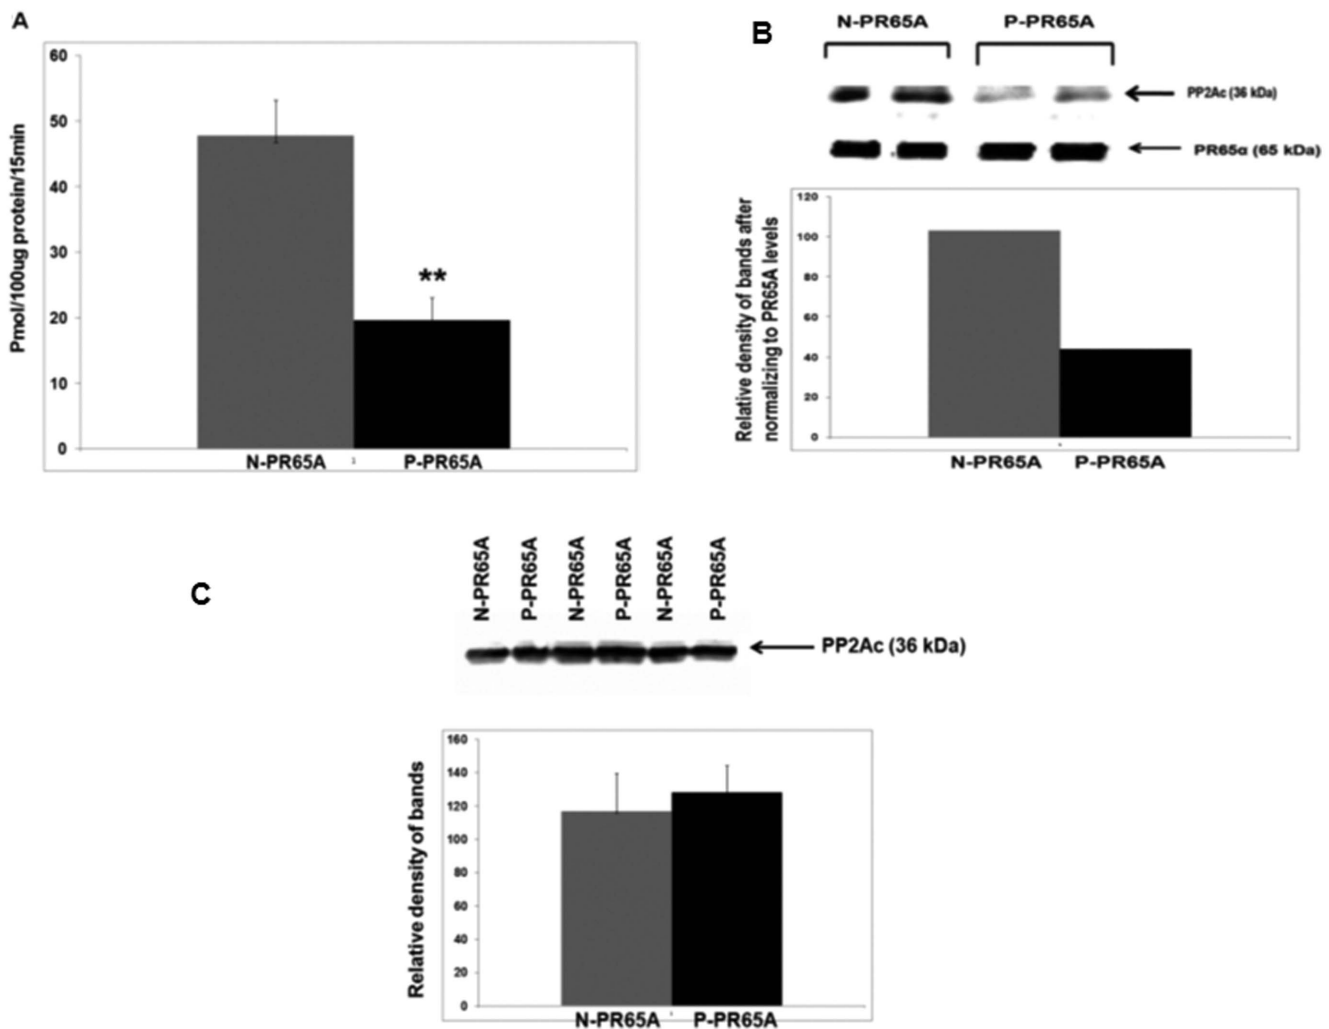 A
60
50
40
30
20
10
0
Pmol/100ug protein/15min
**
N-PR65A
1
P-PR65A
B
N-PR65A
P-PR65A
PP2Ac (36 kDa)
PR65α (65 kDa)
Relative density of bands after
normalizing to PR65A levels
120
100
80
60
40
20
0
N-PR65A
P-PR65A
C
N-PR65A
P-PR65A
N-PR65A
P-PR65A
N-PR65A
P-PR65A
PP2Ac (36 kDa)
Relative density of bands
160
140
120
100
80
60
40
20
0
N-PR65A
P-PR65A